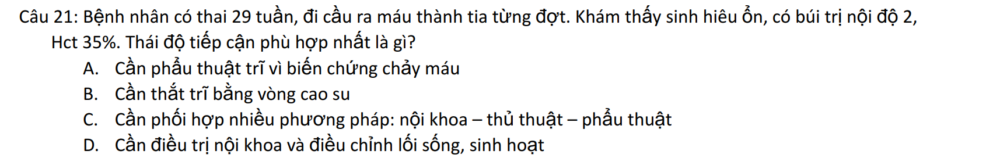 Câu 21: Bệnh nhân có thai 29 tuần, đi cầu ra máu thành tia từng đợt. Khám thấy sinh hiêu ổn, có búi trị nội độ 2,
Hct 35%. Thái độ tiếp cận phù hợp nhất là gì?
A. Cần phẩu thuật trĩ vì biến chứng chảy máu
B. Cần thắt trĩ bằng vòng cao su
C. Cần phối hợp nhiều phương pháp: nội khoa – thủ thuật – phẩu thuật
D. Cần điều trị nội khoa và điều chỉnh lối sống, sinh hoạt